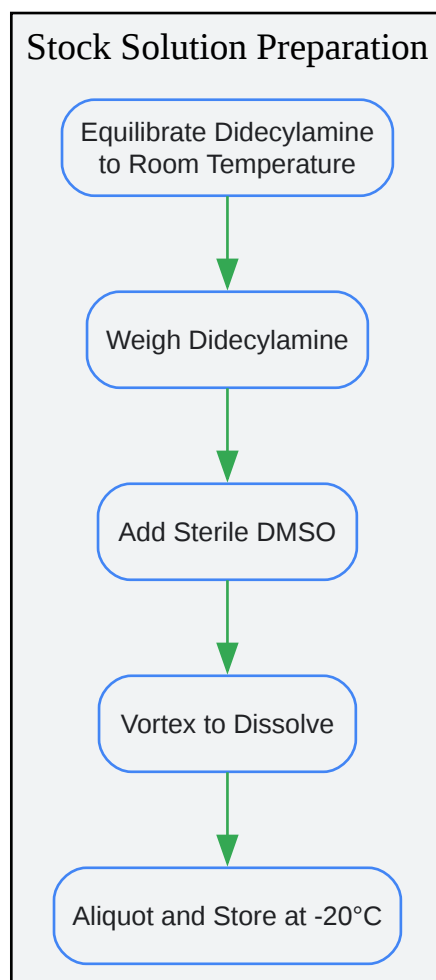 Stock Solution Preparation
Equilibrate Didecylamine
to Room Temperature
Weigh Didecylamine
Add Sterile DMSO
Vortex to Dissolve
Aliquot and Store at -20°C